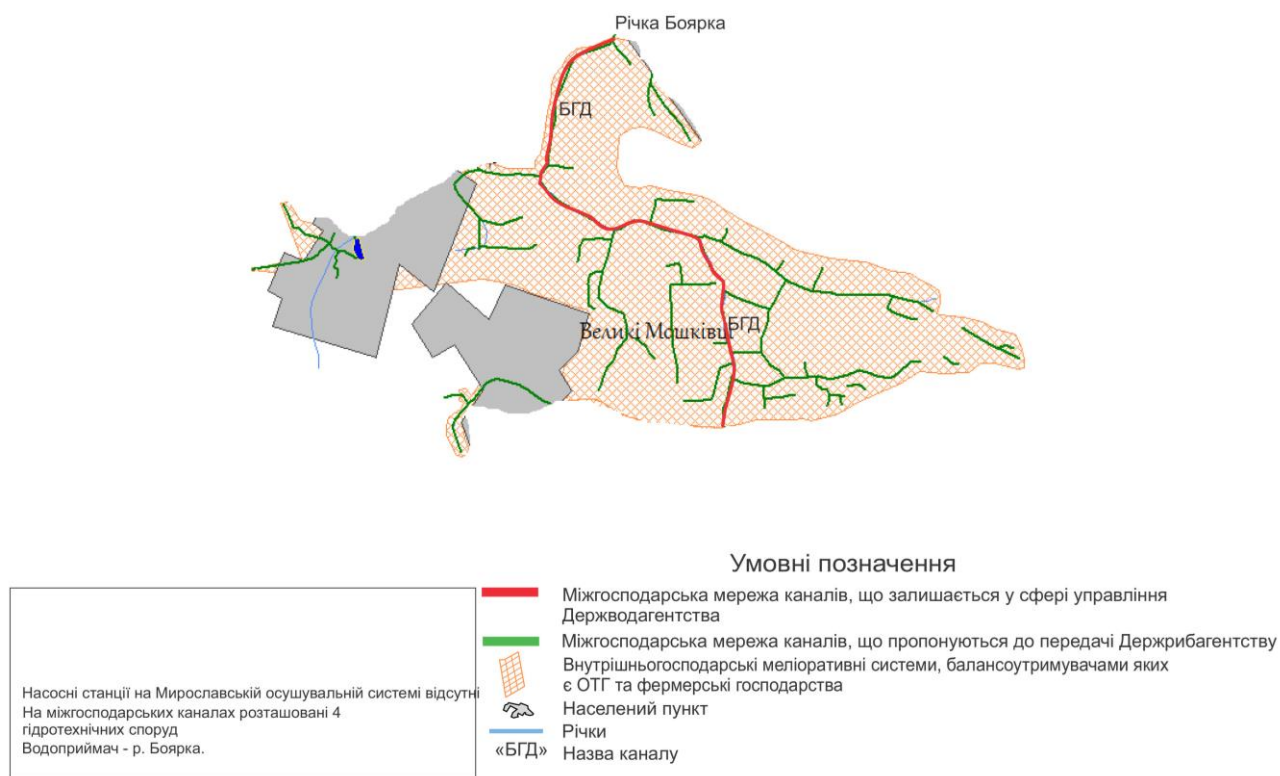 Річка Боярка
БГД
Великі Мошківці
БГД
Умовні позначення
Міжгосподарська мережа каналів, що залишається у сфері управління
Держводагентства
Міжгосподарська мережа каналів, що пропонуються до передачі Держрибагентству
Внутрішньогосподарські меліоративні системи, балансоутримувачами яких
є ОТГ та фермерські господарства
Населений пункт
Річки
«БГД» Назва каналу
Насосні станції на Мирославській осушувальній системі відсутні
На міжгосподарських каналах розташовані 4
гідротехнічних споруд
Водоприймач - р. Боярка.